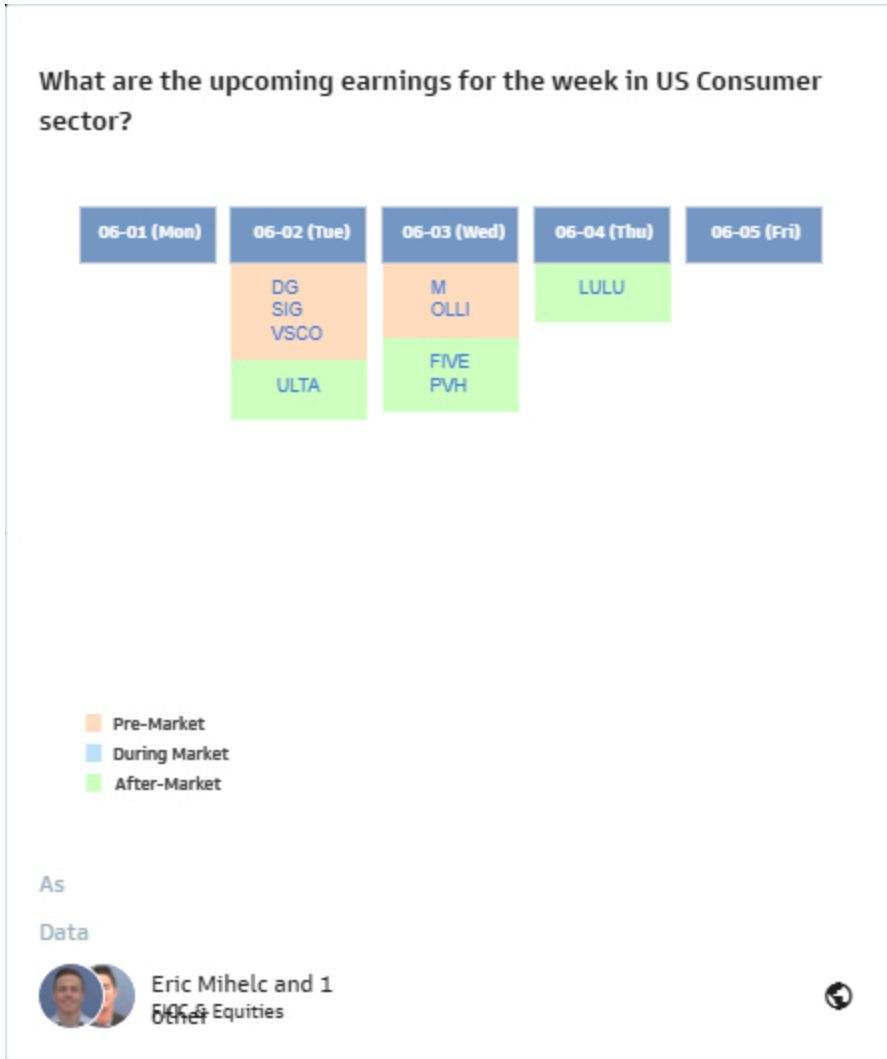 What are the upcoming earnings for the week in US Consumer
sector?
06-01 (Mon)
06-02 (Tue)
06-03 (Wed)
06-04 (Thu)
06-05 (Fri)
DG
SIG
VSCO
ULTA
M
OLLI
FIVE
PVH
LULU
Pre-Market
During Market
After-Market
As
Data
Eric Mihelc and 1
other
FICC & Equities